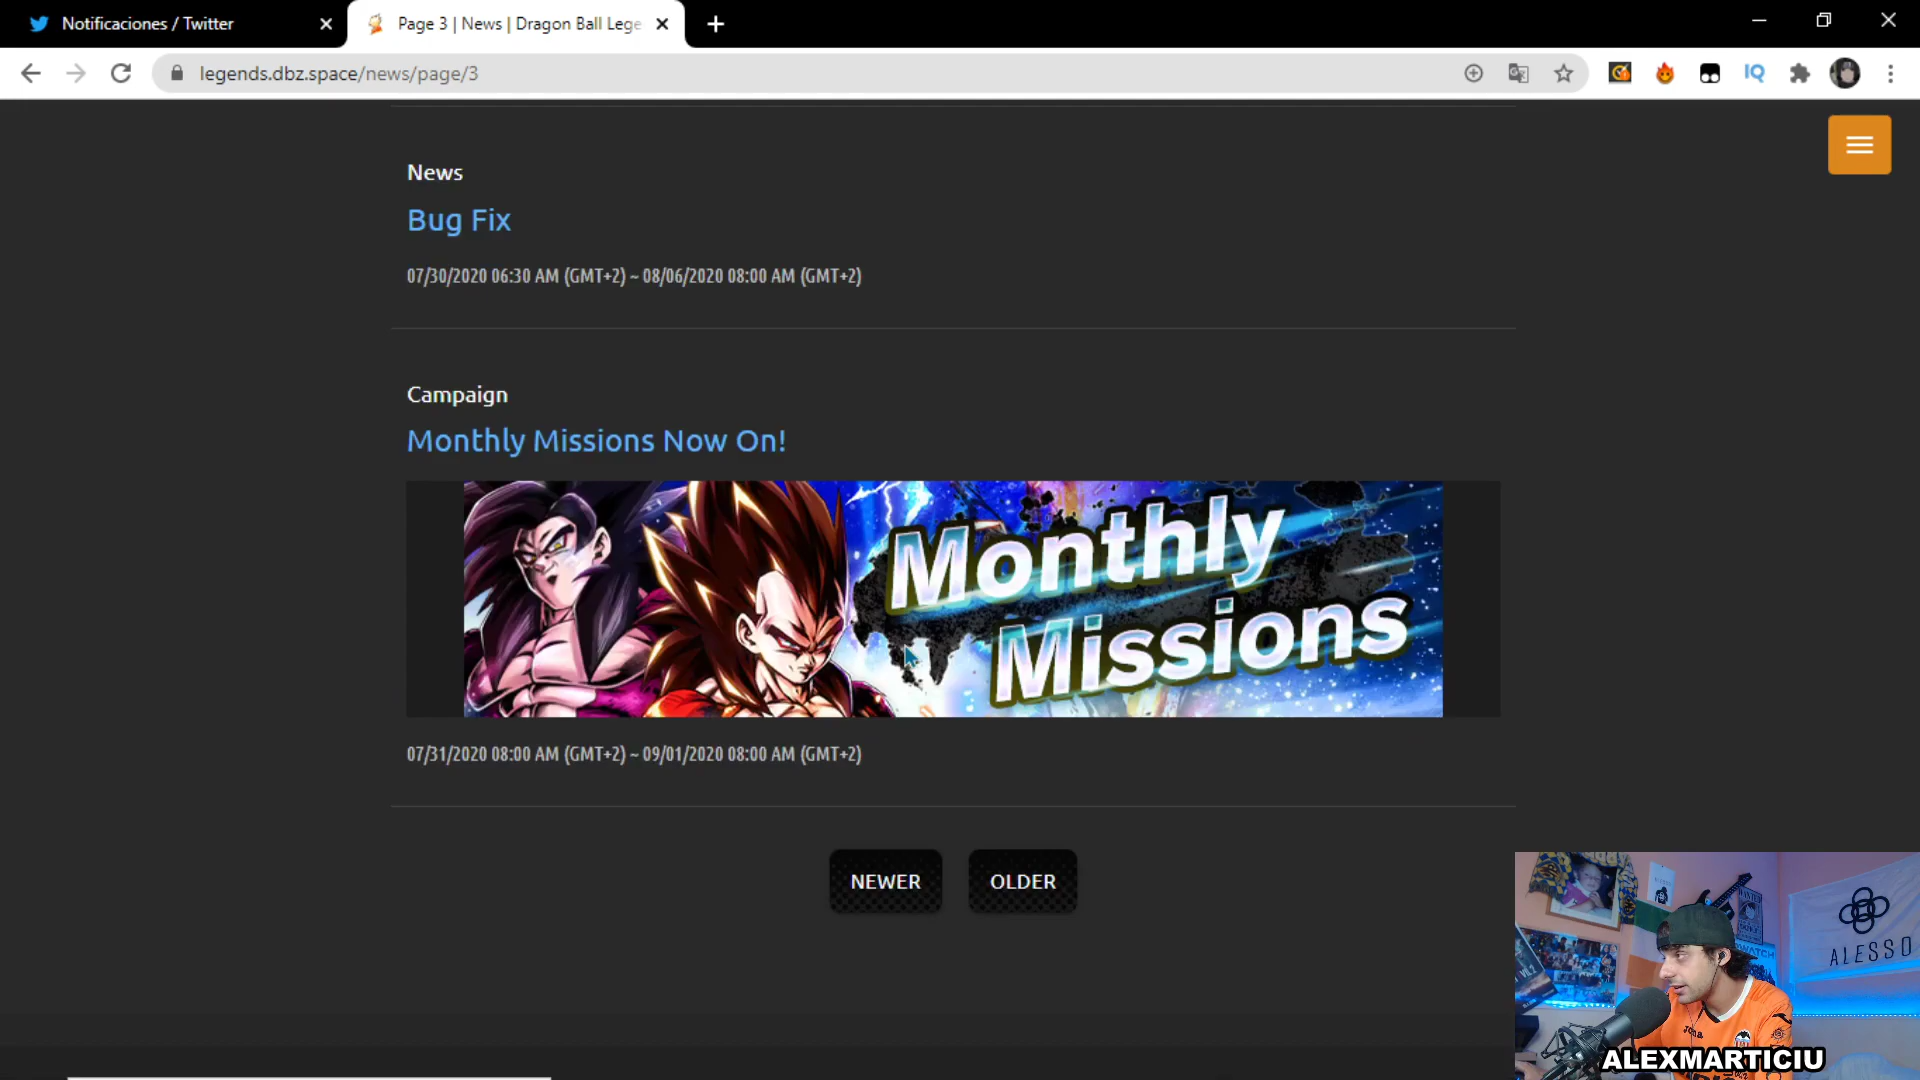 Notificaciones / Twitter
Page 3 | News | Dragon Ball Lege
legends.dbz.space/news/page/3
IQ
News
Bug Fix
07/30/2020 06:30 AM (GMT+2) ~ 08/06/2020 08:00 AM (GMT+2)
Campaign
Monthly Missions Now On!
Monthly
Missions
07/31/2020 08:00 AM (GMT+2) ~ 09/01/2020 08:00 AM (GMT+2)
NEWER
OLDER
ALESSO
ALEXMARTICIU